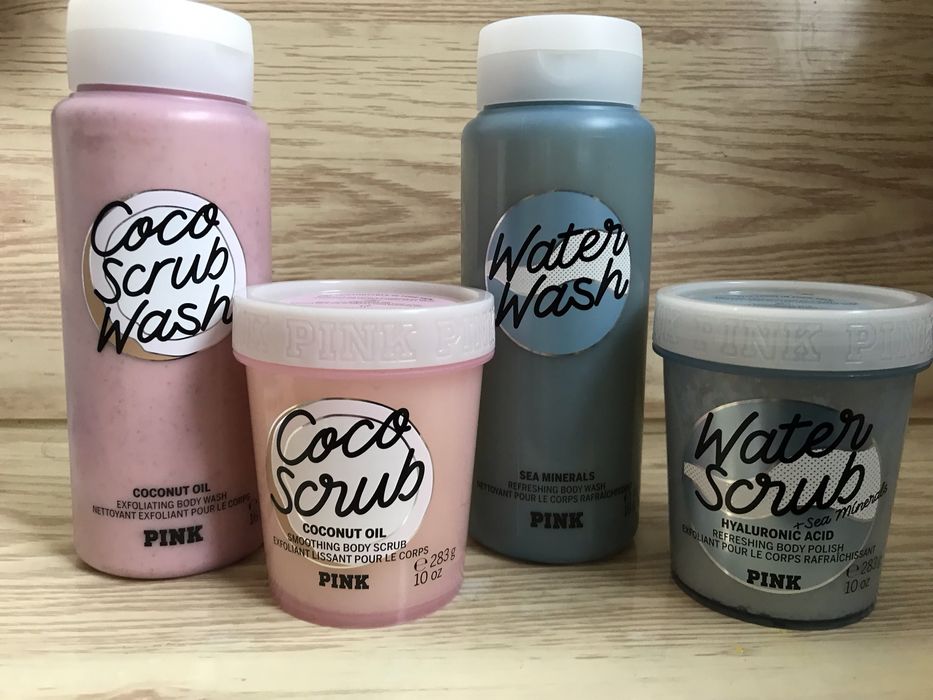 Coco
Scrub
Wash
COCONUT OIL
EXFOLIATING BODY WASH
NETTOYANT EXFOLIANT POUR LE CORPS
PINK
PINK PINK
Coco
Scrub
COCONUT OIL
SMOOTHING BODY SCRUB
EXFOLIANT LISSANT POUR LE CORPS
PINK
℮ 283 g
10 oz
Water
Wash
SEA MINERALS
REFRESHING BODY WASH
NETTOYANT POUR LE CORPS RAFRAÎCHISSANT
PINK
PINK PINK
Water
Scrub
+Sea Minerals
HYALURONIC ACID
REFRESHING BODY POLISH
EXFOLIANT POUR LE CORPS RAFRAÎCHISSANT
PINK
℮ 283 g
10 oz